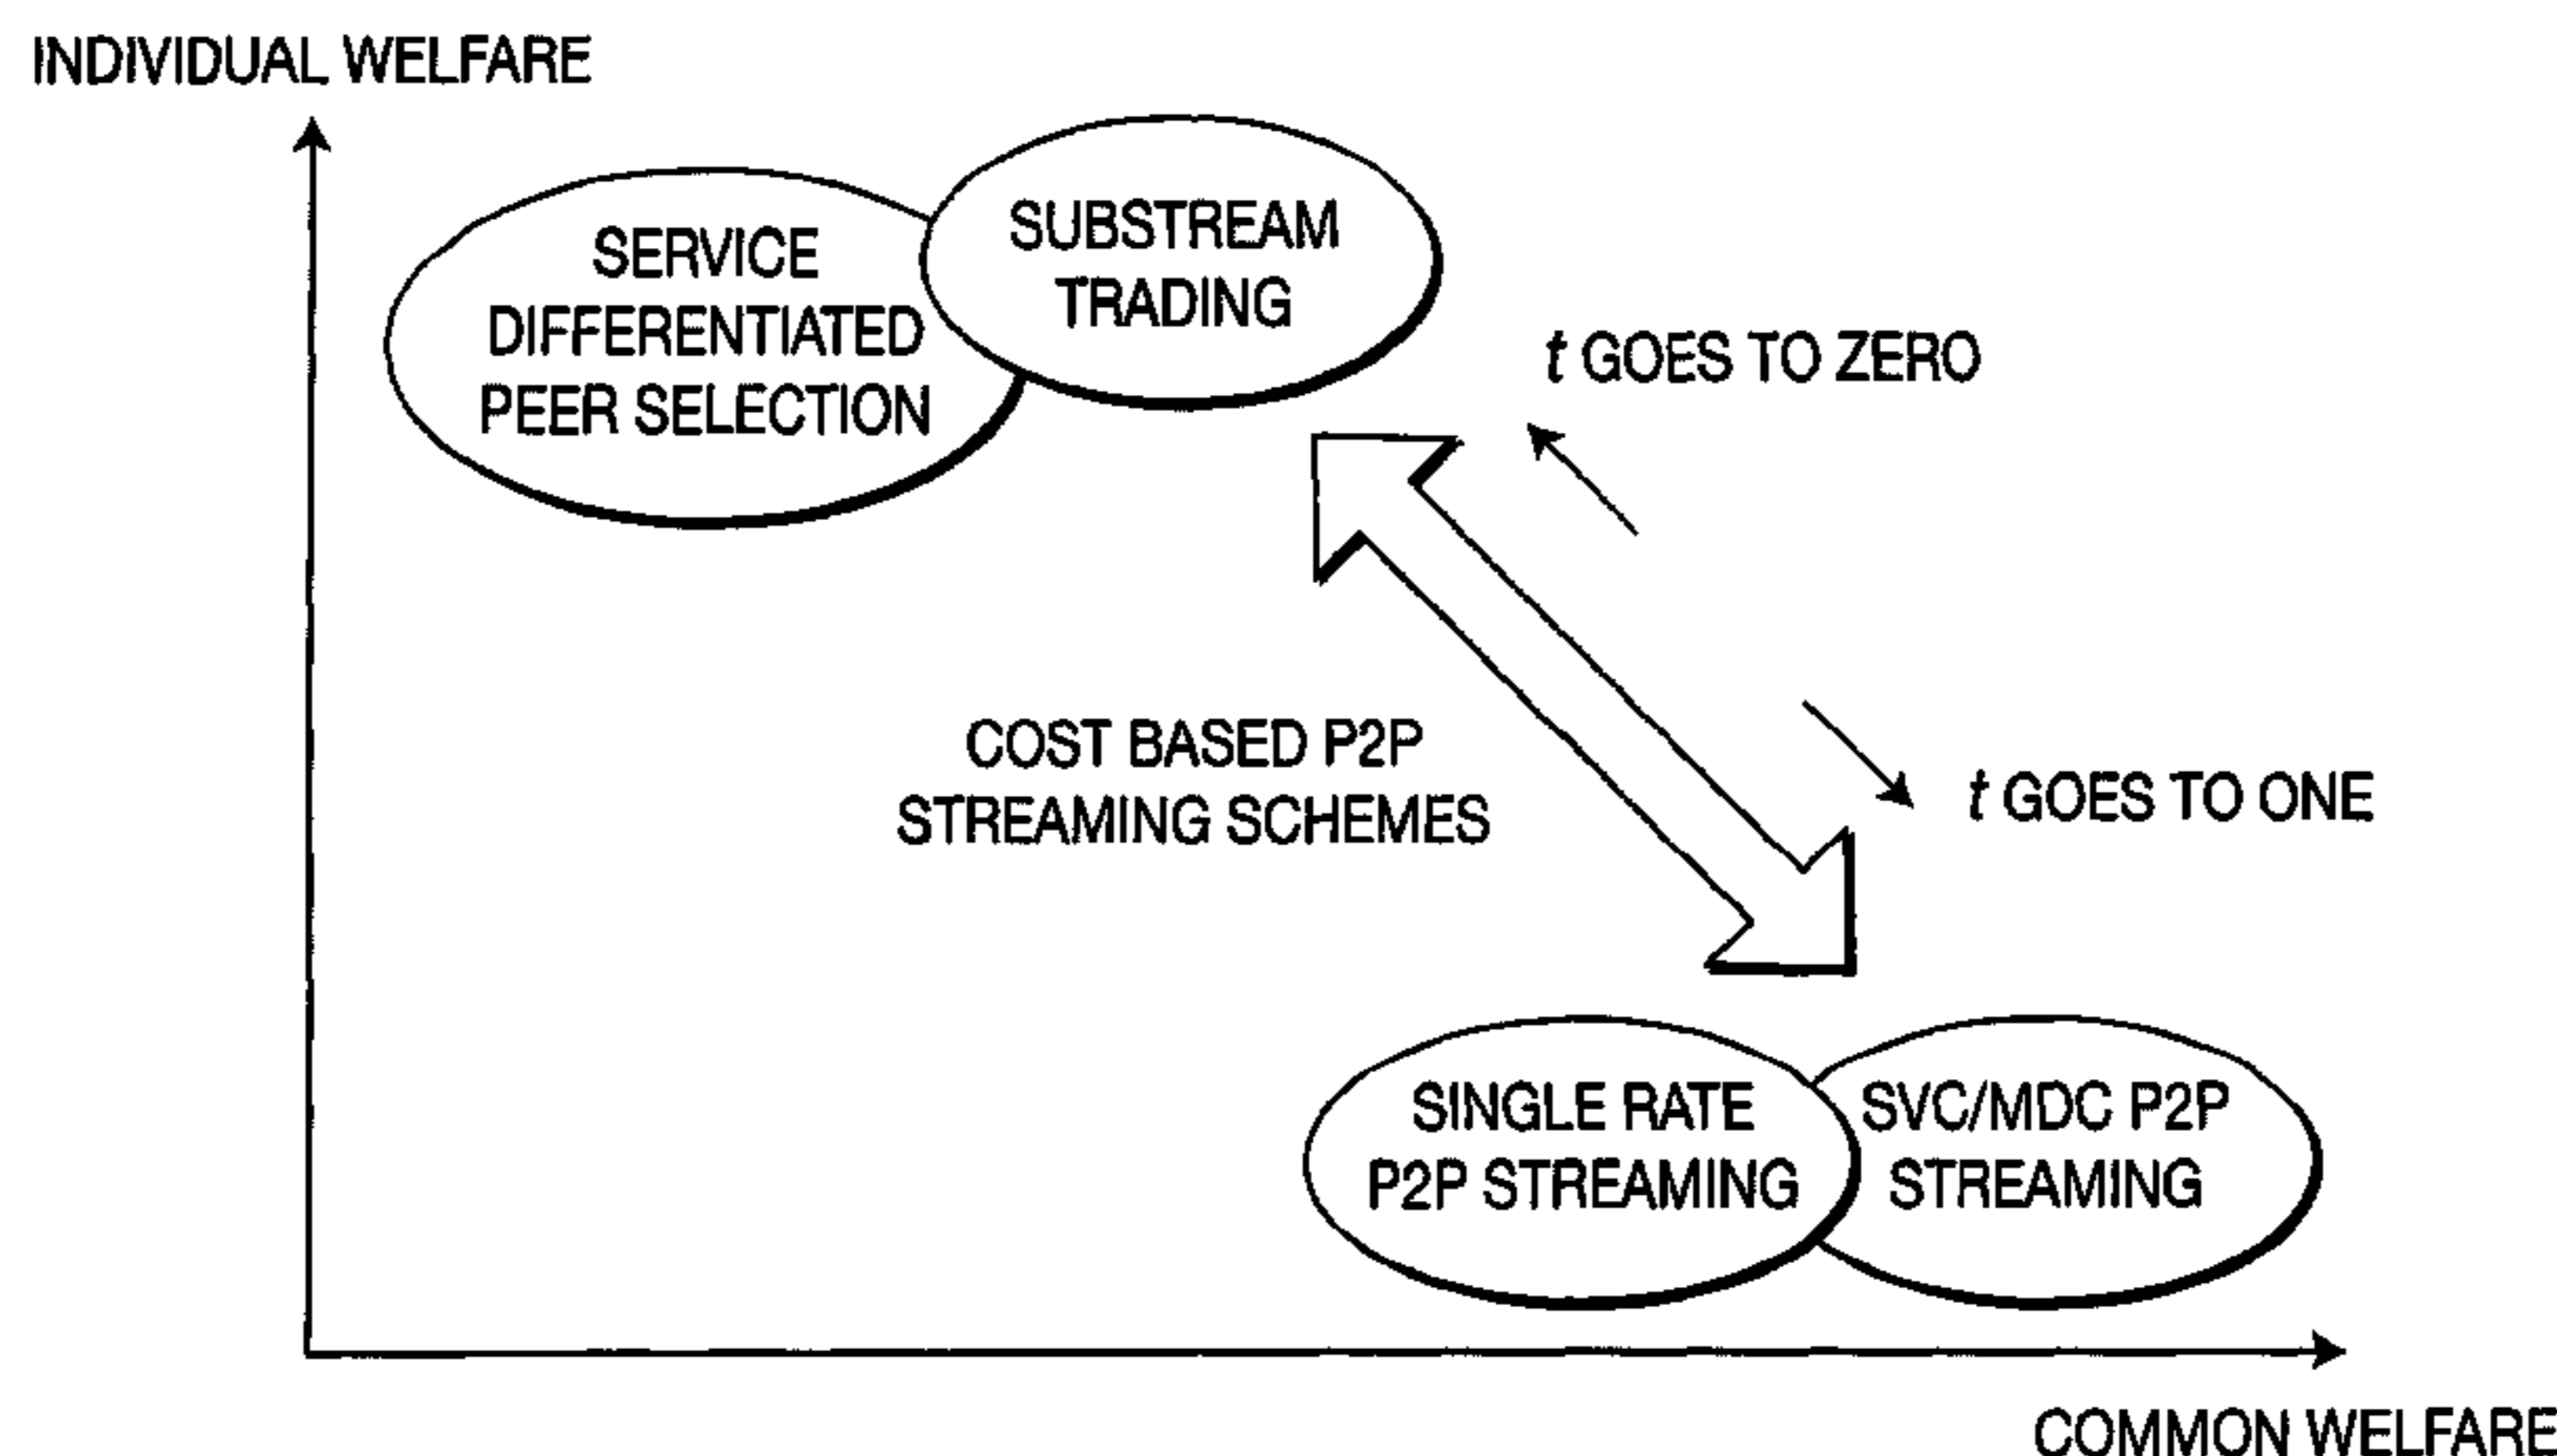 INDIVIDUAL WELFARE
SERVICE
DIFFERENTIATED
PEER SELECTION
SUBSTREAM
TRADING
t GOES TO ZERO
COST BASED P2P
STREAMING SCHEMES
t GOES TO ONE
SINGLE RATE
P2P STREAMING
SVC/MDC P2P
STREAMING
COMMON WELFARE